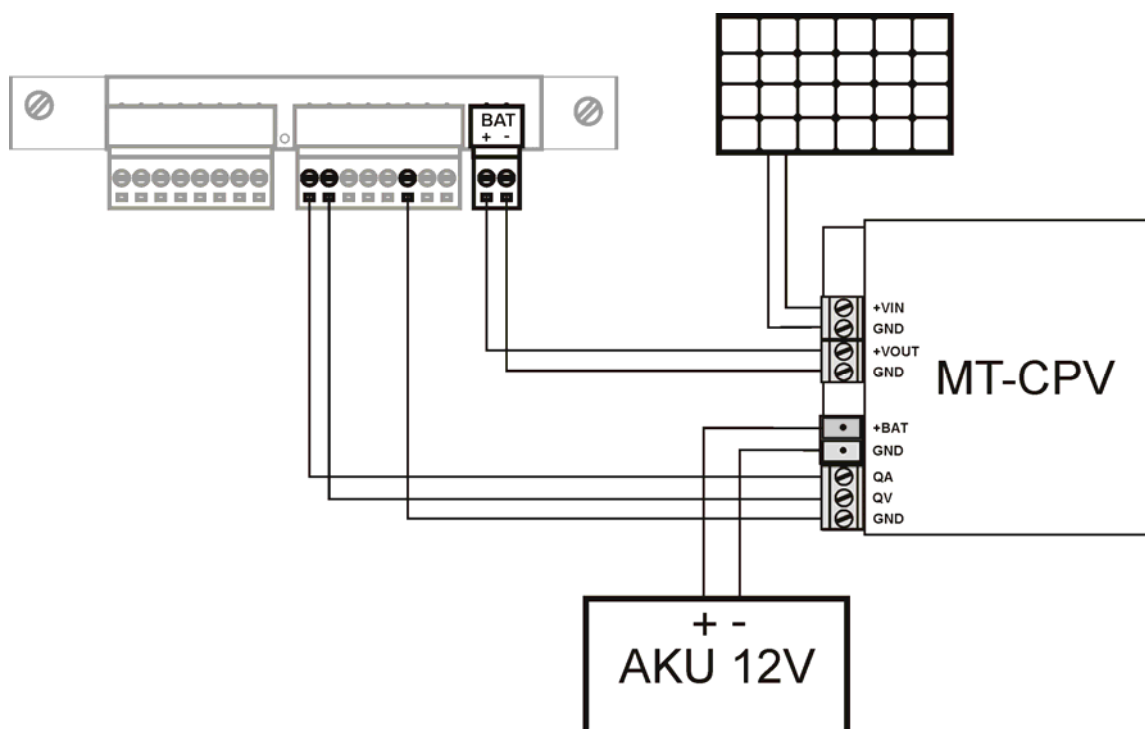 BAT
+ -
+VIN
GND
+VOUT
GND
MT-CPV
+BAT
GND
QA
QV
GND
+ -
AKU 12V